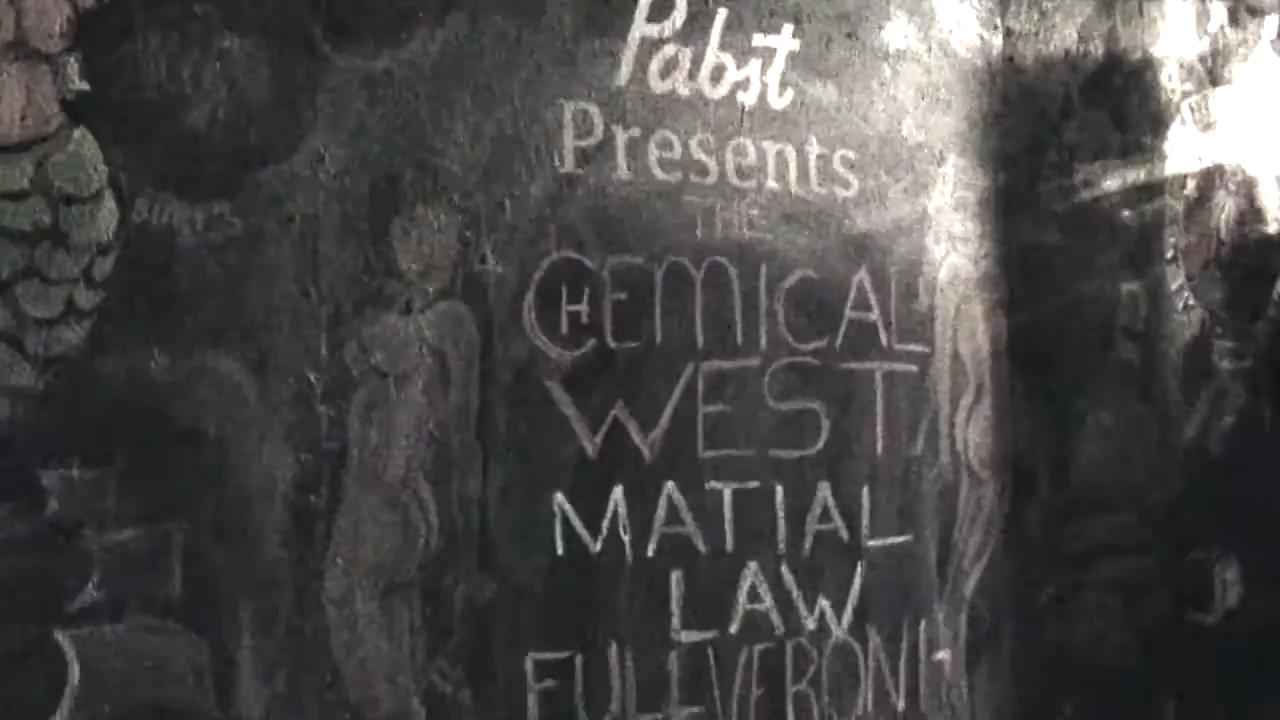 Pabst
Presents
THE
CHEMICAL
WEST
MATIAL
LAW